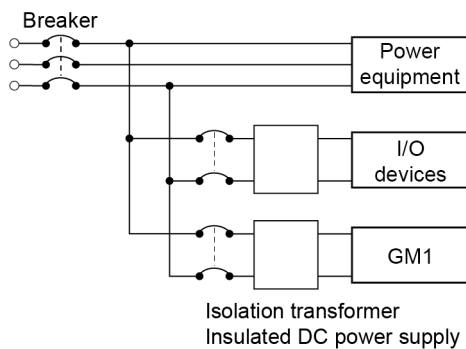 Breaker
Power
equipment
I/O
devices
GM1
Isolation transformer
Insulated DC power supply